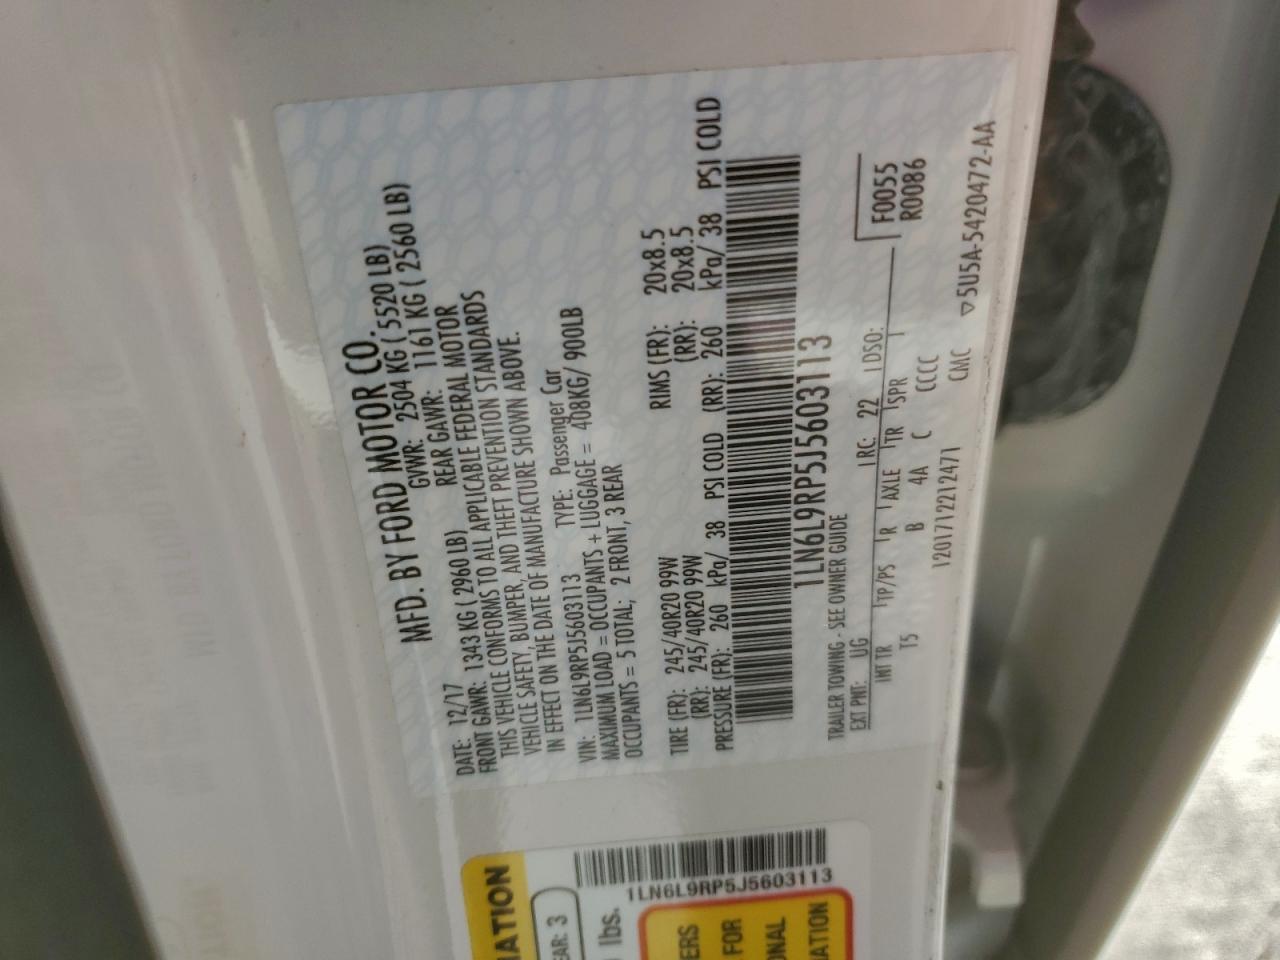 MFD. BY FORD MOTOR CO.
DATE: 12/17 GVWR: 2504 KG ( 5520 LB)
FRONT GAWR: 1343 KG ( 2960 LB) REAR GAWR: 1161 KG ( 2560 LB)
THIS VEHICLE CONFORMS TO ALL APPLICABLE FEDERAL MOTOR
VEHICLE SAFETY, BUMPER, AND THEFT PREVENTION STANDARDS
IN EFFECT ON THE DATE OF MANUFACTURE SHOWN ABOVE.
VIN: 1LN6L9RP5J5603113 TYPE: Passenger Car
MAXIMUM LOAD = OCCUPANTS + LUGGAGE = 408KG/ 900LB
OCCUPANTS = 5 TOTAL, 2 FRONT, 3 REAR
TIRE (FR): 245/40R20 99W RIMS (FR): 20x8.5
(RR): 245/40R20 99W (RR): 20x8.5
PRESSURE (FR): 260 kPa/ 38 PSI COLD (RR): 260 kPa/ 38 PSI COLD
1LN6L9RP5J5603113
TRAILER TOWING - SEE OWNER GUIDE
EXT PNT: UG RC: 22 DSO:
F0055
R0086
INT TR TP/PS R AXLE TR SPR
T5 B 4A C CCCC
120171221247 1 CMC ▽5U5A-5420472-AA
MATION
EAR: 3
lbs.
1LN6L9RP5J5603113
ERS
FOR
ONAL
MATION